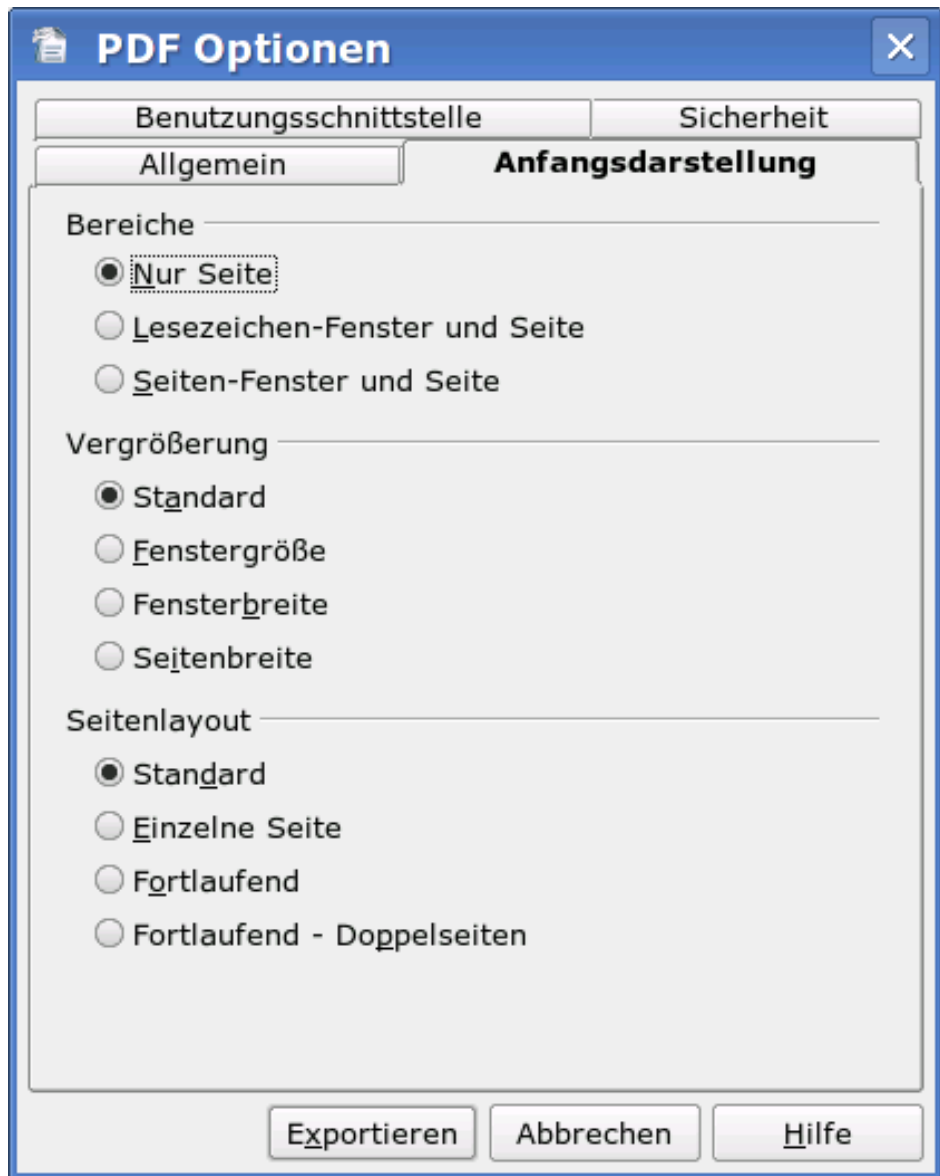 PDF Optionen
Benutzungsschnittstelle
Sicherheit
Allgemein
Anfangsdarstellung
Bereiche
Nur Seite
Lesezeichen-Fenster und Seite
Seiten-Fenster und Seite
Vergrößerung
Standard
Fenstergröße
Fensterbreite
Seitenbreite
Seitenlayout
Standard
Einzelne Seite
Fortlaufend
Fortlaufend - Doppelseiten
Exportieren
Abbrechen
Hilfe